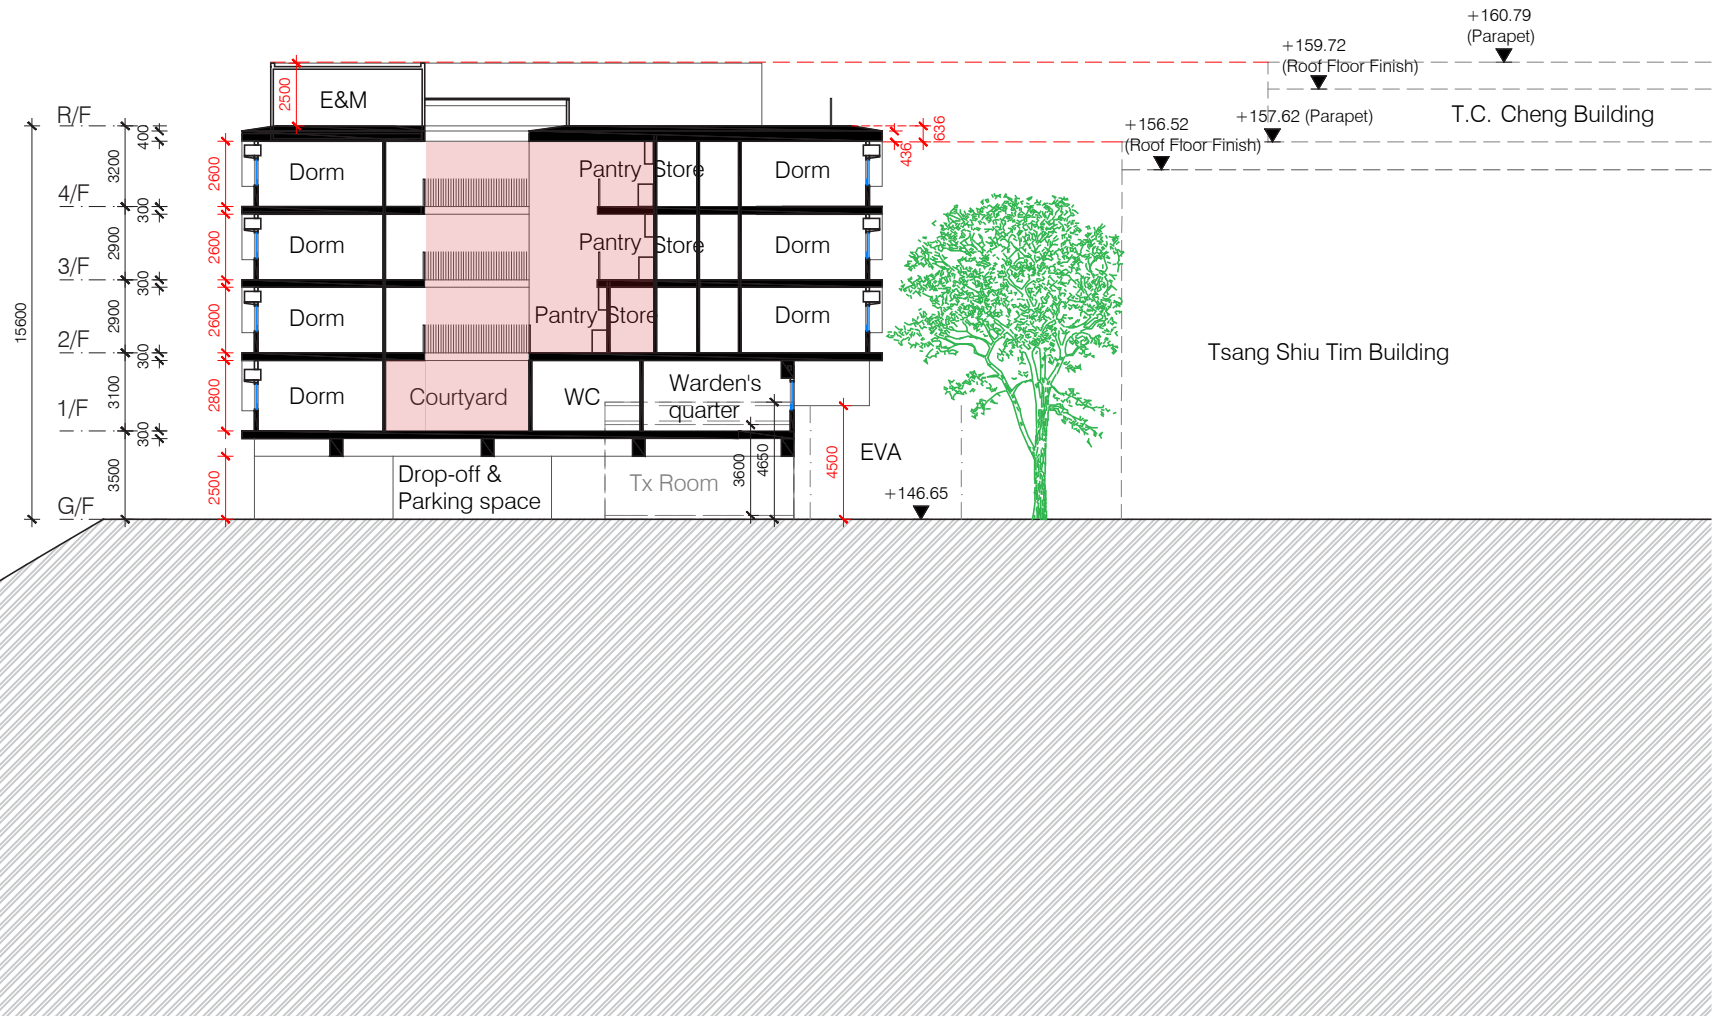 +160.79
(Parapet)
+159.72
(Roof Floor Finish)
T.C. Cheng Building
+157.62 (Parapet)
+156.52
(Roof Floor Finish)
2500
E&M
R/F
400
636
436
3200
2600
Dorm
Pantry
Store
Dorm
4/F
300
2900
2600
Dorm
Pantry
Store
Dorm
3/F
300
2900
2600
Dorm
Pantry
Store
Dorm
15600
2/F
300
Tsang Shiu Tim Building
3100
2800
Dorm
Courtyard
WC
Warden's
quarter
1/F
300
3500
2500
Drop-off &
Parking space
Tx Room
3600
4650
4500
EVA
+146.65
G/F